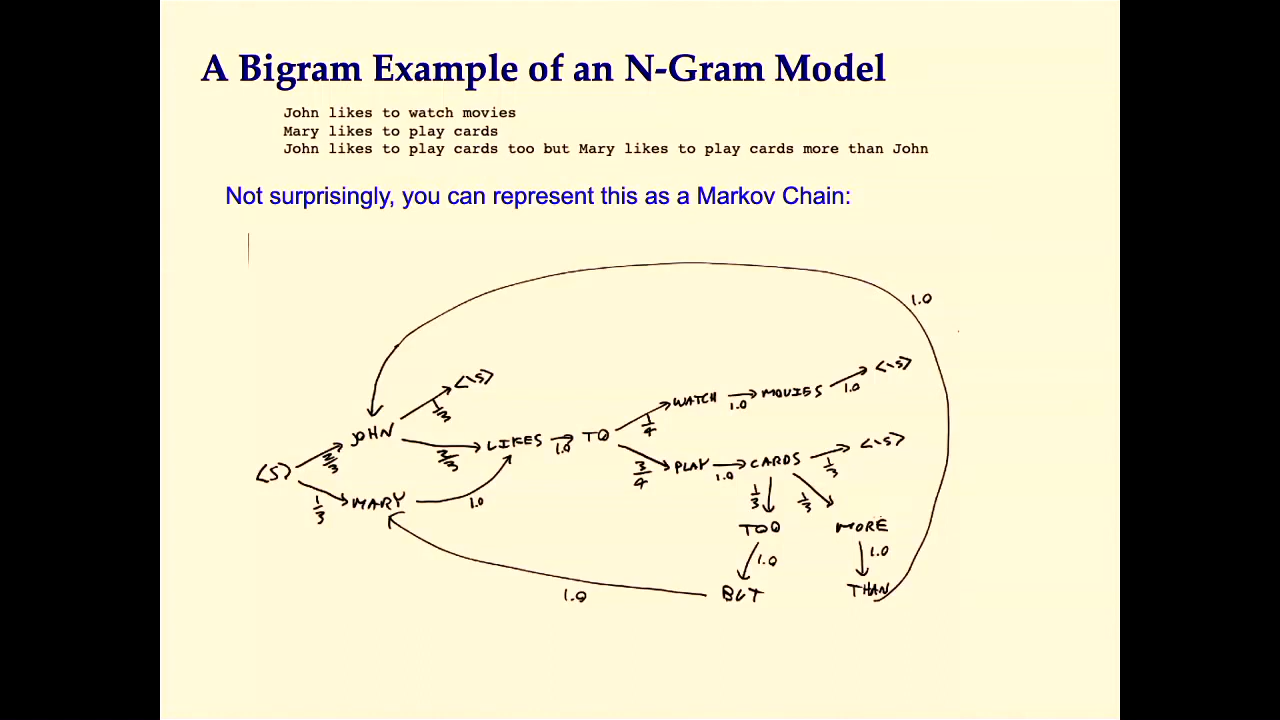 A Bigram Example of an N-Gram Model
John likes to watch movies
Mary likes to play cards
John likes to play cards too but Mary likes to play cards more than John
Not surprisingly, you can represent this as a Markov Chain:
1.0
<\S>
1/3
<\S>
WATCH
1.0
MOVIES
1.0
1/4
JOHN
2/3
LIKES
1.0
TO
<S>
2/3
1/3
MARY
1.0
3/4
PLAY
1.0
CARDS
1/3
<\S>
1/3
1/3
TOO
MORE
1.0
1.0
BUT
THAN
1.0